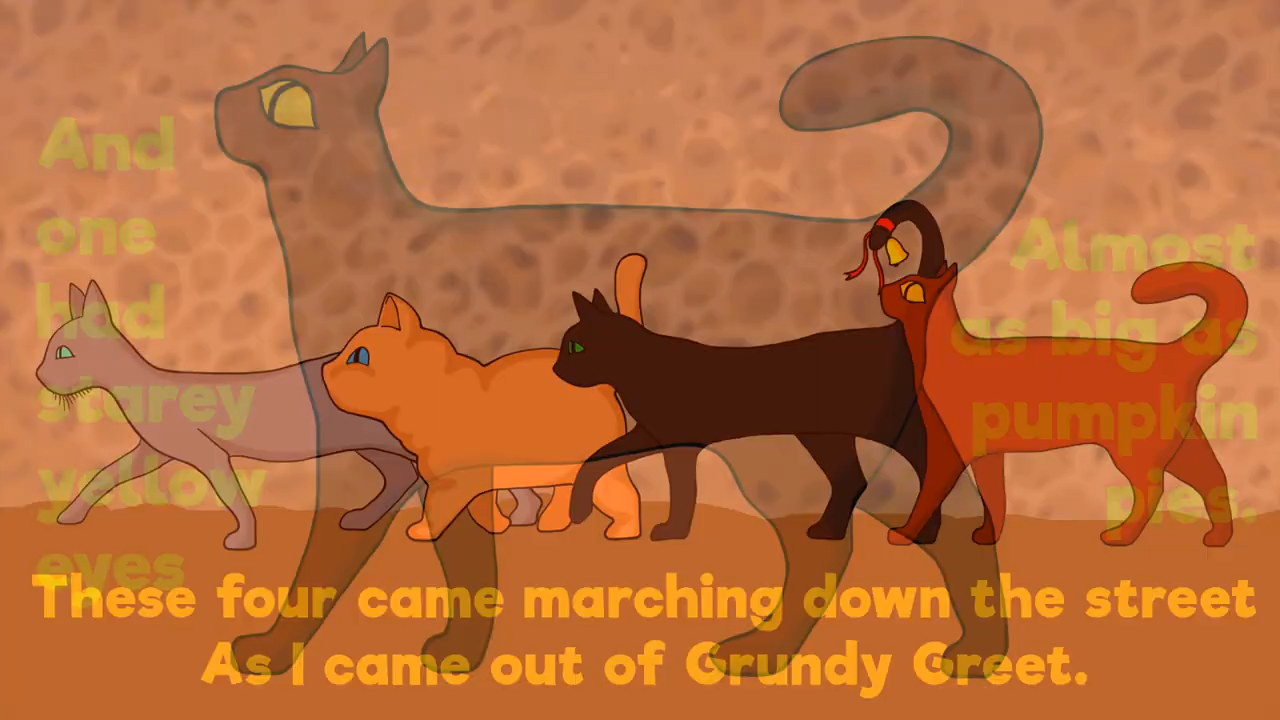 And
one
had
starey
yellow
eyes
Almost
as big as
pumpkin
pies.
These four came marching down the street
As I came out of Grundy Greet.